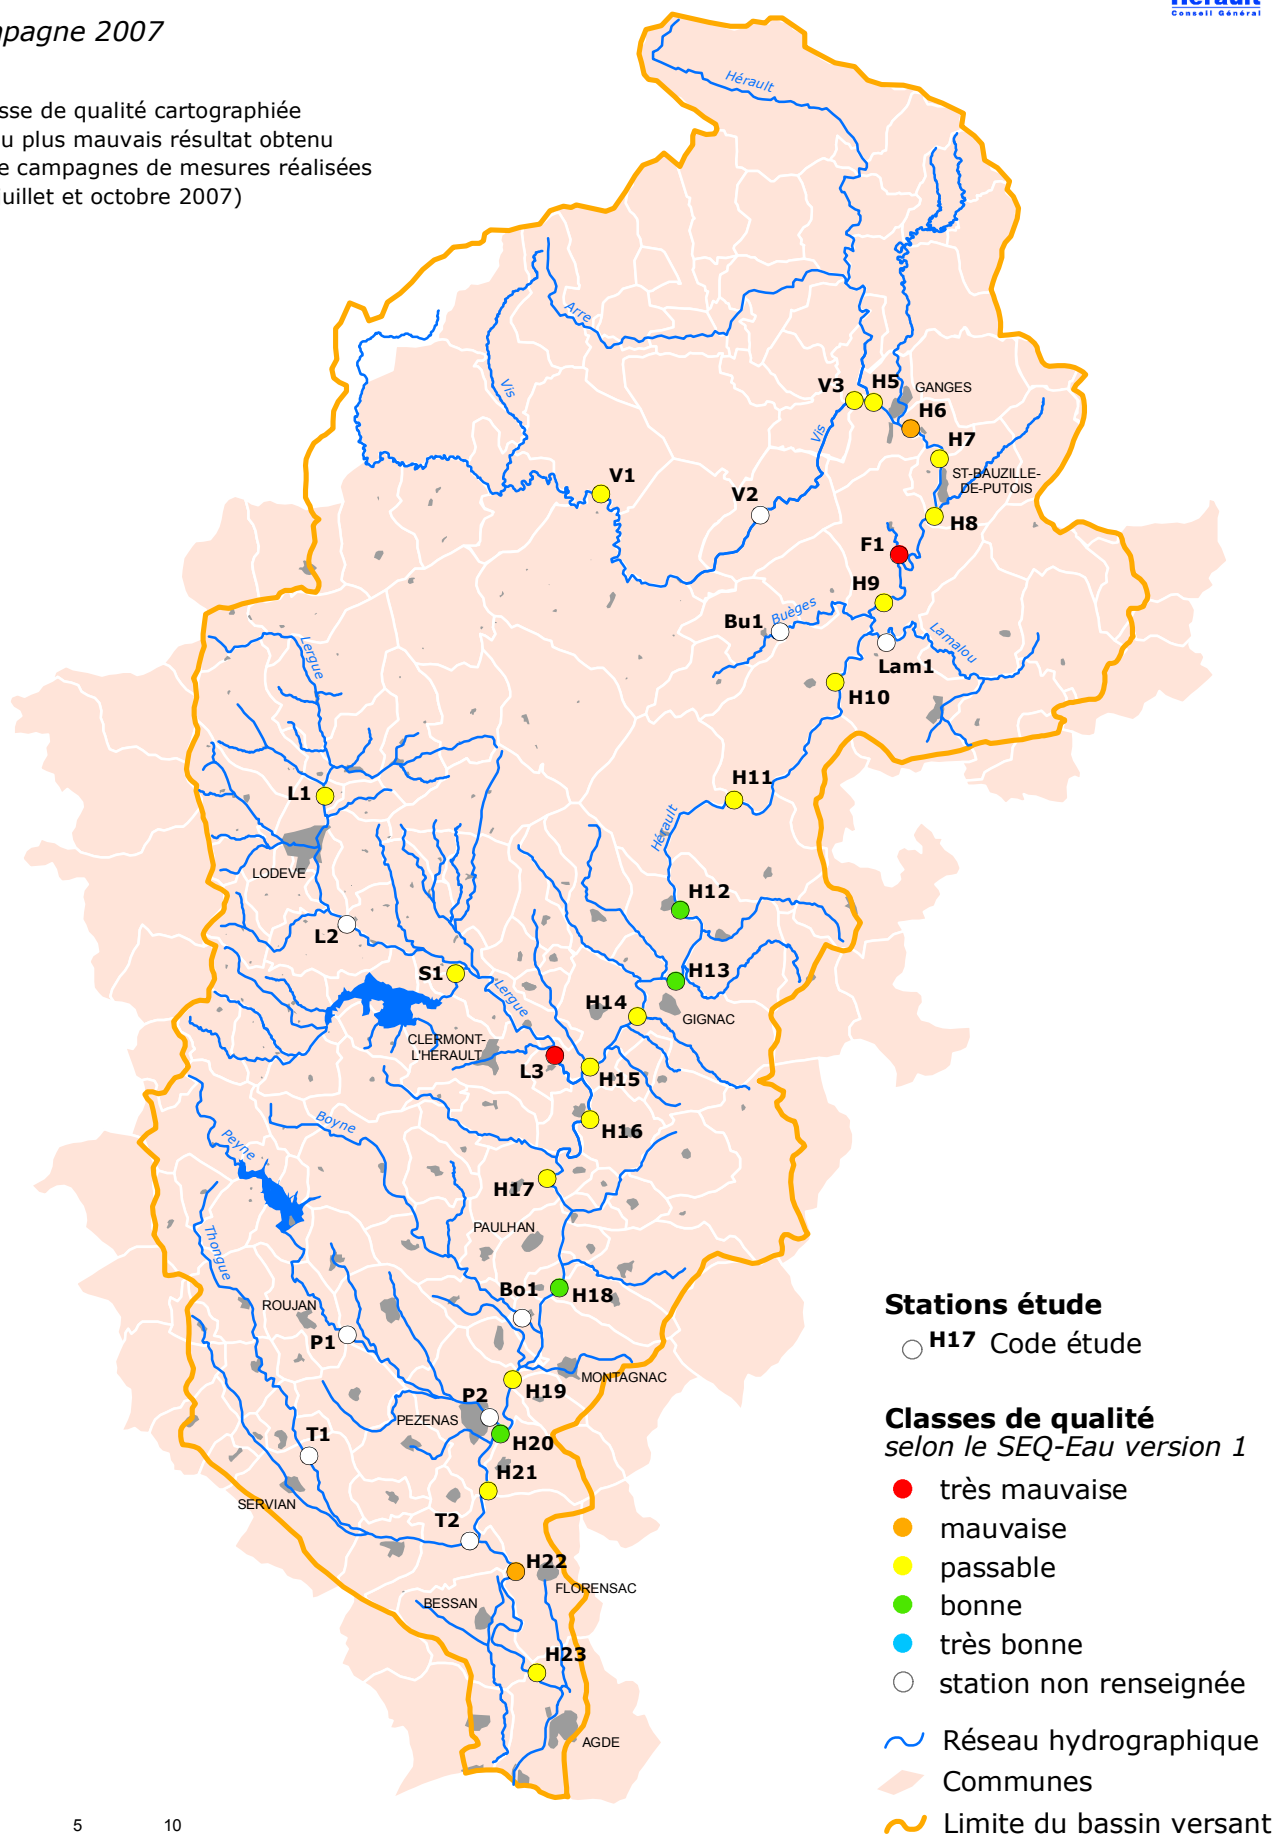 Hérault
Conseil Général
pagne 2007
sse de qualité cartographiée
u plus mauvais résultat obtenu
e campagnes de mesures réalisées
uillet et octobre 2007)
Hérault
Arre
Vis
Vis
V3
H5
GANGES
H6
H7
ST-BAUZILLE-
DE-PUTOIS
V1
V2
H8
F1
H9
Buèges
Bu1
Lamalou
Lam1
Lergue
H10
H11
L1
Hérault
LODEVE
H12
L2
S1
H13
Lergue
H14
GIGNAC
CLERMONT-
L'HERAULT
L3
H15
Boyne
H16
Peyne
H17
PAULHAN
Thongue
Bo1
H18
ROUJAN
P1
MONTAGNAC
H19
P2
PEZENAS
H20
T1
H21
SERVIAN
T2
H22
FLORENSAC
BESSAN
H23
AGDE
Stations étude
H17 Code étude
Classes de qualité
selon le SEQ-Eau version 1
très mauvaise
mauvaise
passable
bonne
très bonne
station non renseignée
Réseau hydrographique
Communes
Limite du bassin versant
5 10